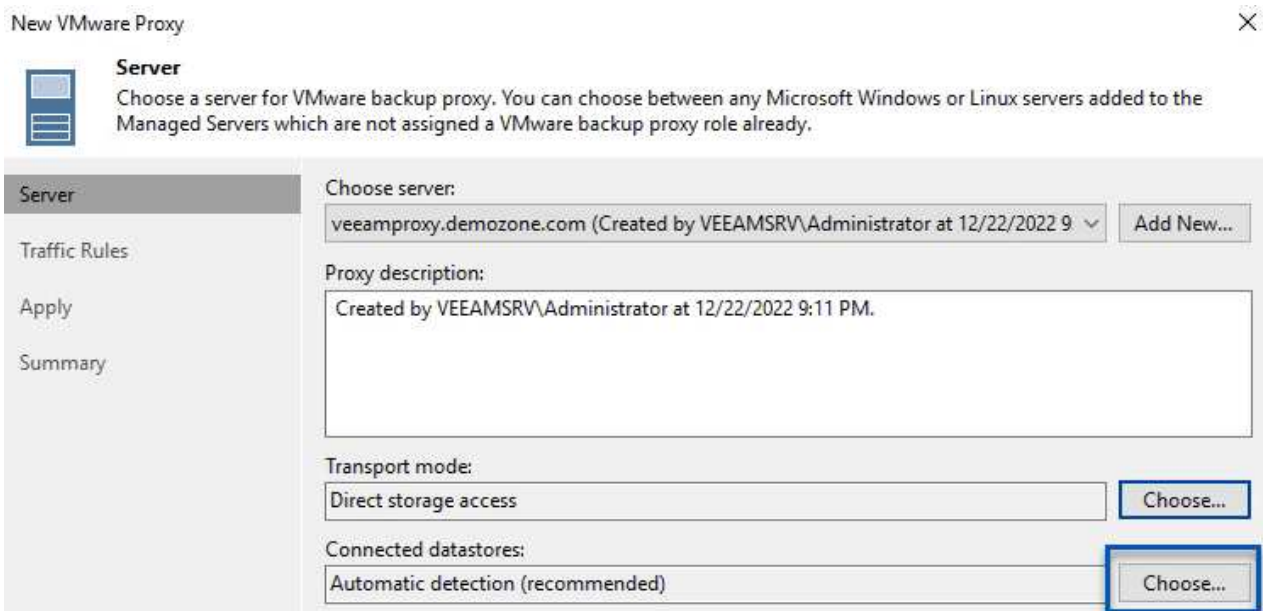 New VMware Proxy
Server
Choose a server for VMware backup proxy. You can choose between any Microsoft Windows or Linux servers added to the
Managed Servers which are not assigned a VMware backup proxy role already.
Server
Traffic Rules
Apply
Summary
Choose server:
veeamproxy.demozone.com (Created by VEEAMSRV\Administrator at 12/22/2022 9
Add New...
Proxy description:
Created by VEEAMSRV\Administrator at 12/22/2022 9:11 PM.
Transport mode:
Direct storage access
Choose...
Connected datastores:
Automatic detection (recommended)
Choose...